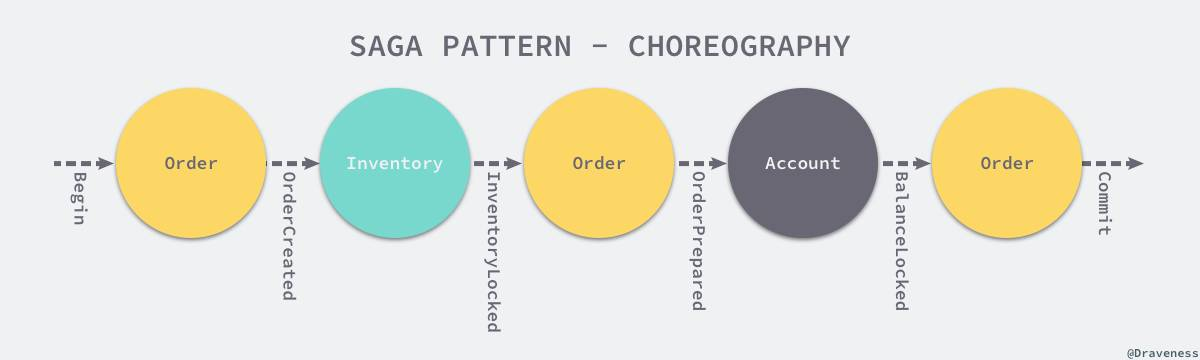 SAGA PATTERN - CHOREOGRAPHY
Order
Inventory
Order
Account
Order
Begin
OrderCreated
InventoryLocked
OrderPrepared
BalanceLocked
Commit
@Draveness